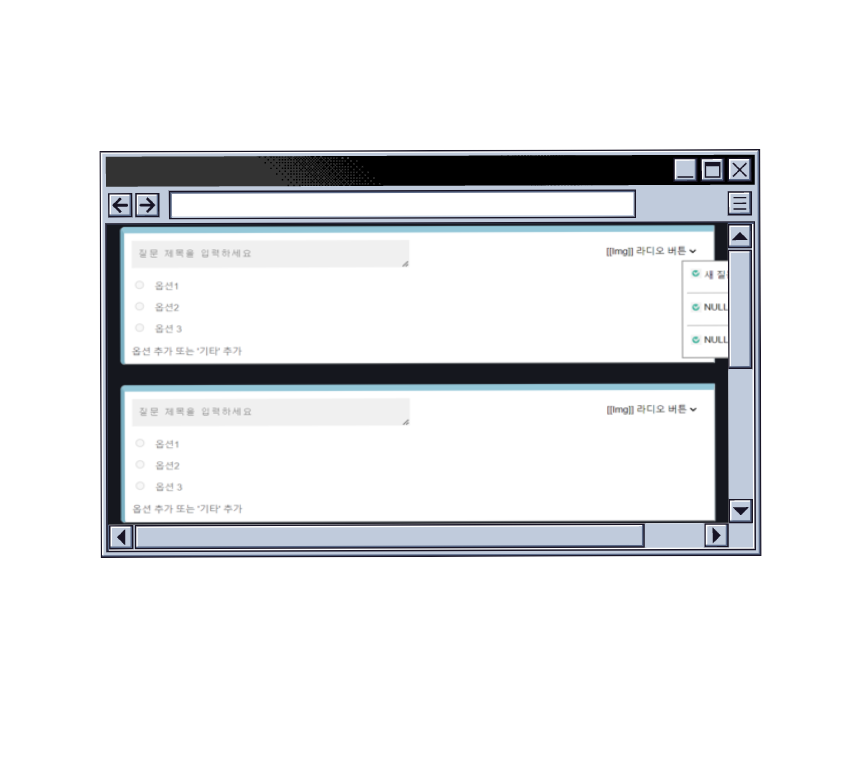 질문 제목을 입력하세요
[[Img]] 라디오 버튼
옵션1
새
옵션2
NULL
옵션 3
NULL
옵션 추가 또는 "기타" 추가
질문 제목을 입력하세요
[[Img]] 라디오 버튼
옵션1
옵션2
옵션 3
옵션 추가 또는 "기타" 추가